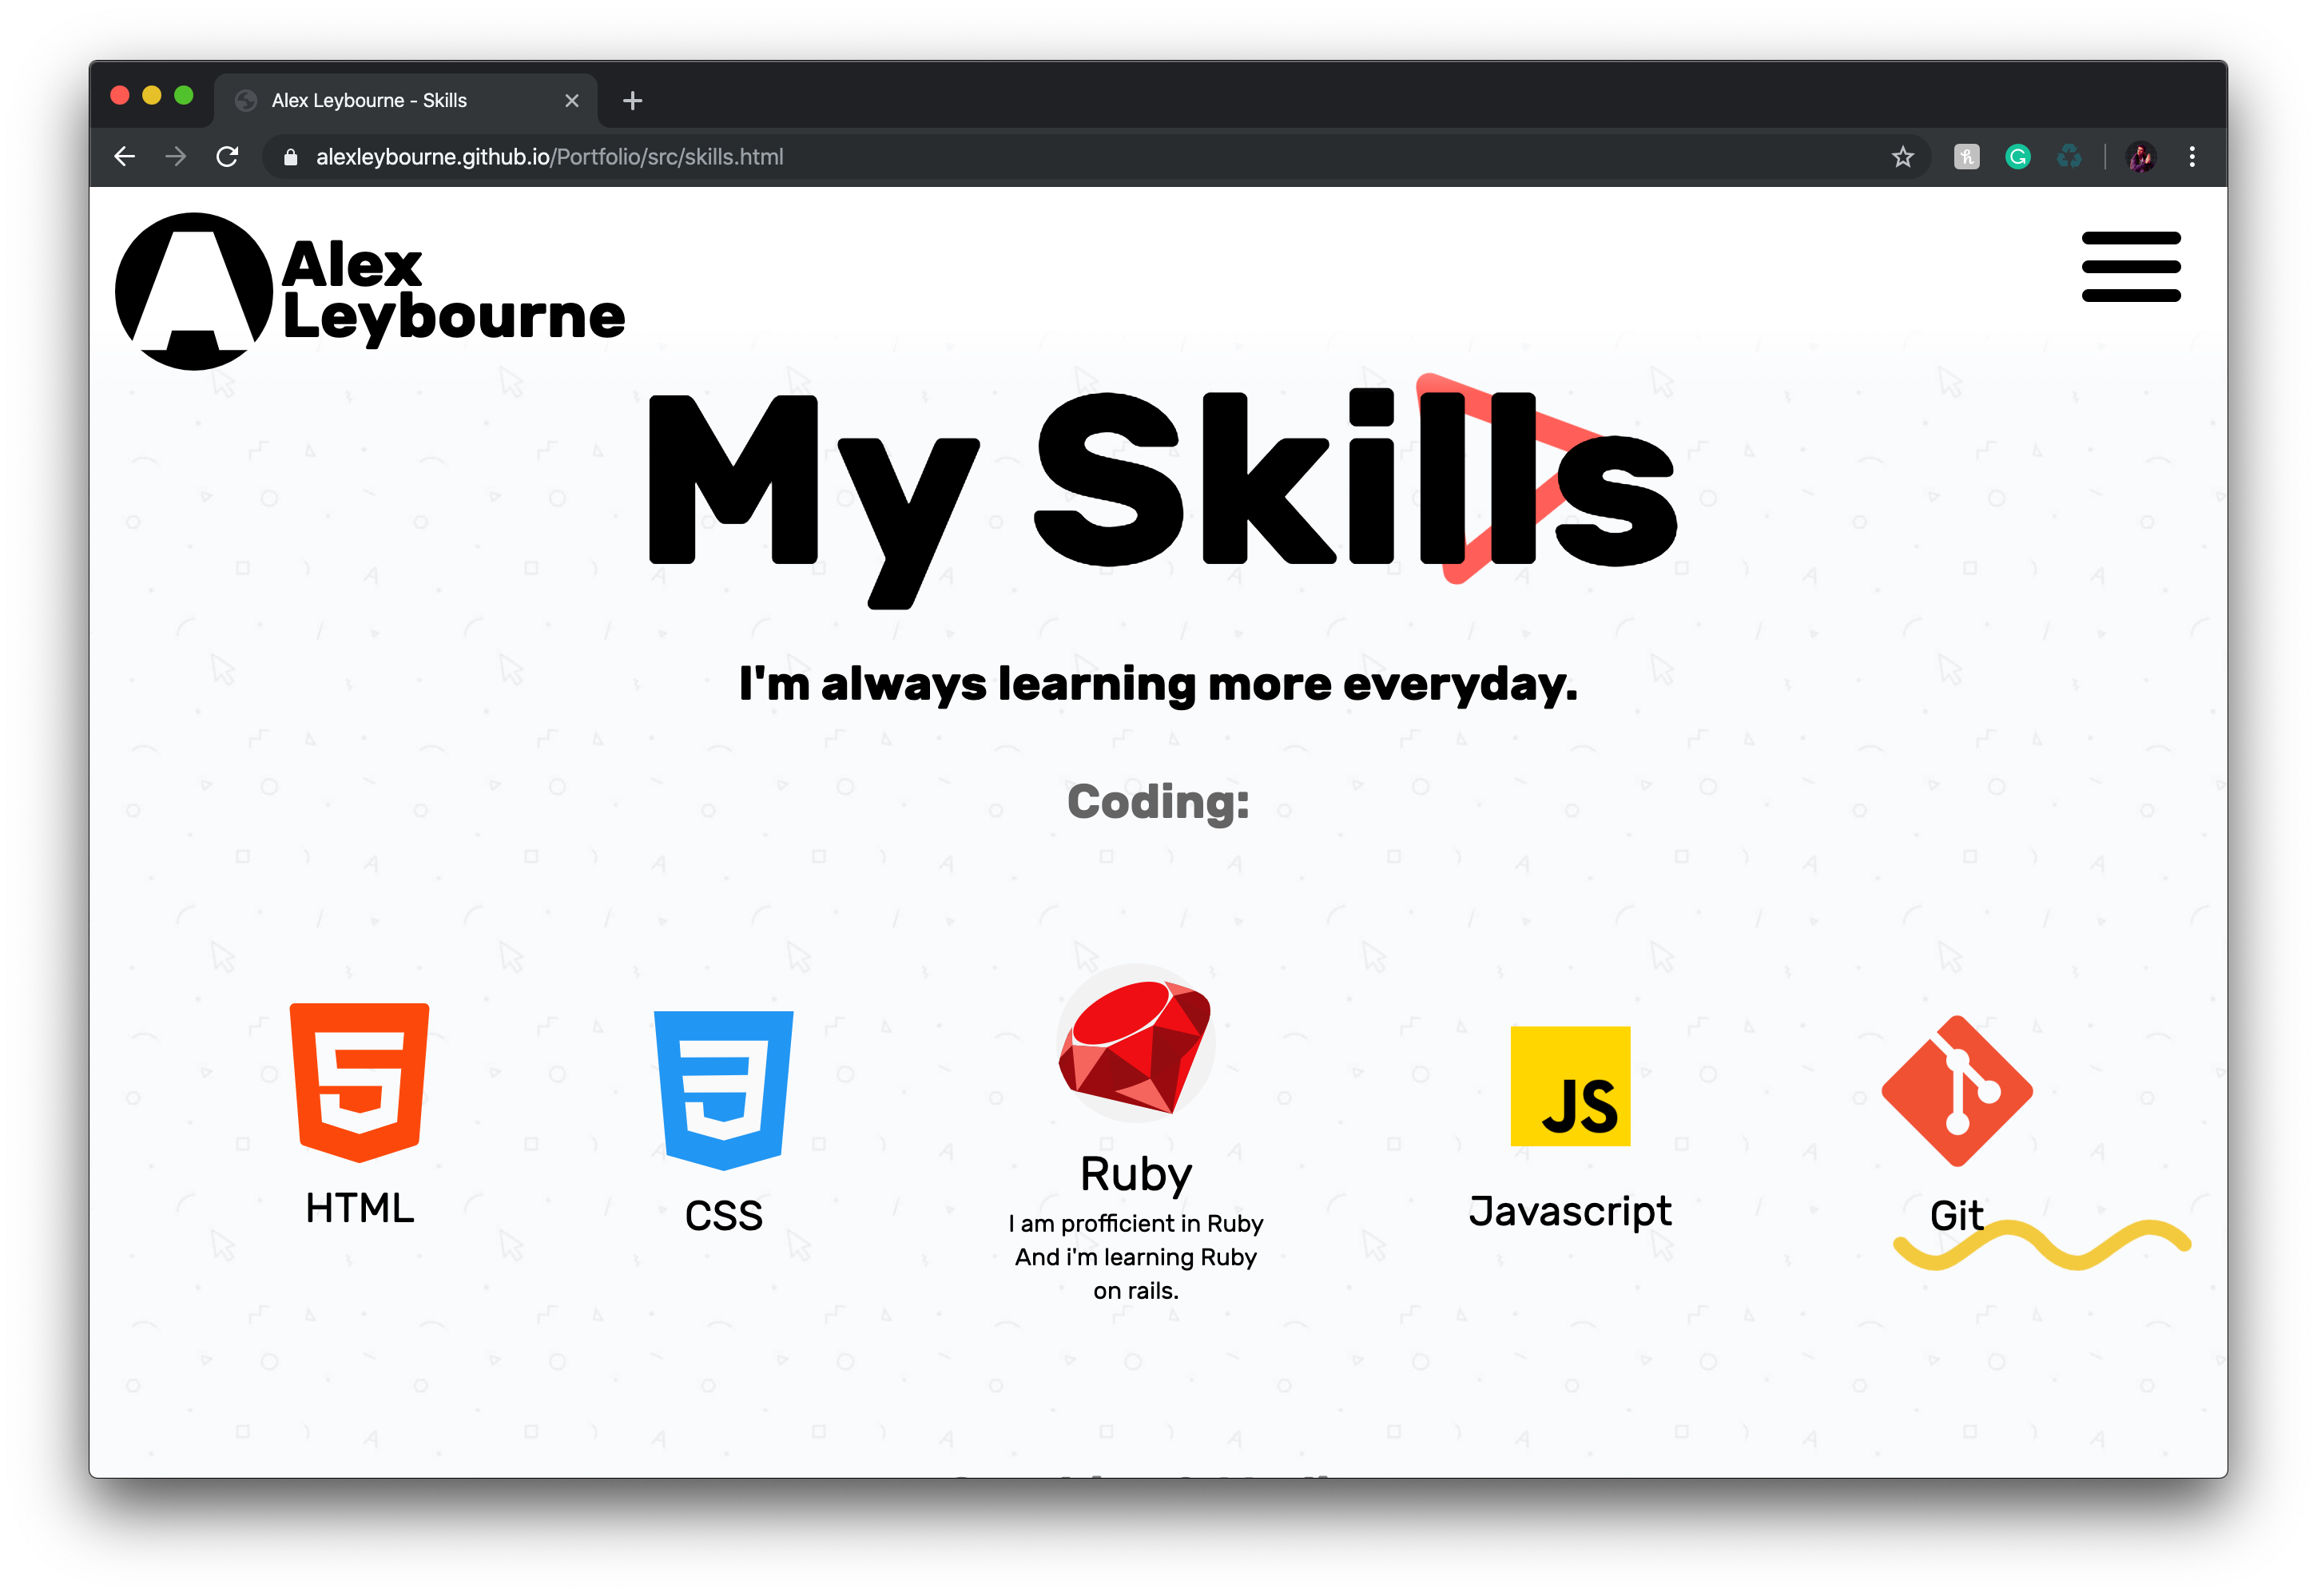 Alex Leybourne - Skills
alexleybourne.github.io/Portfolio/src/skills.html
Alex
Leybourne
My Skills
I'm always learning more everyday.
Coding:
JS
HTML
CSS
Ruby
I am profficient in Ruby
And i'm learning Ruby
on rails.
Javascript
Git